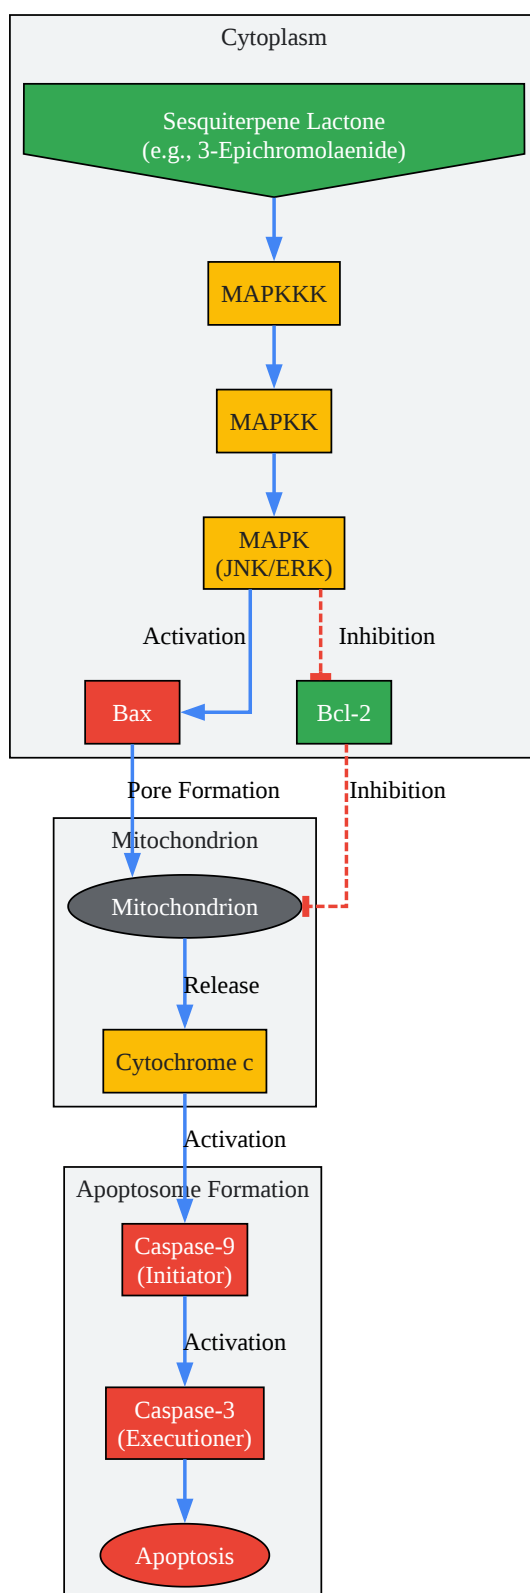 Cytoplasm
Sesquiterpene Lactone
(e.g., 3-Epichromolaenide)
MAPKKK
MAPKK
MAPK
(JNK/ERK)
Activation
Inhibition
Bax
Bcl-2
Pore Formation
Inhibition
Mitochondrion
Mitochondrion
Release
Cytochrome c
Activation
Apoptosome Formation
Caspase-9
(Initiator)
Activation
Caspase-3
(Executioner)
Apoptosis